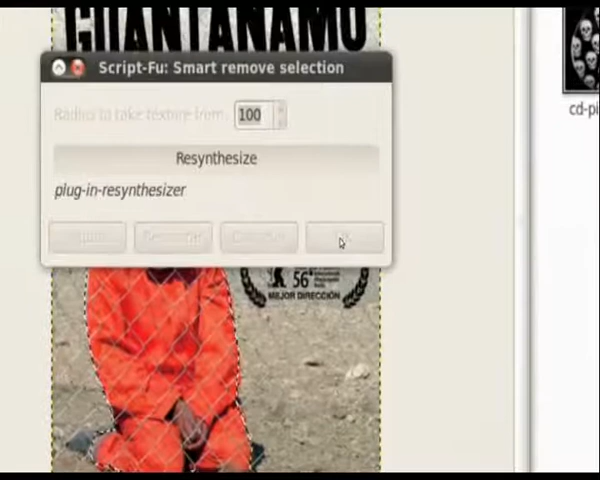 GUANTANAMO
Script-Fu: Smart remove selection
Radius to take texture from: 100
Resynthesize
plug-in-resynthesizer
56
MEJOR DIRECCIÓN
cd-pi